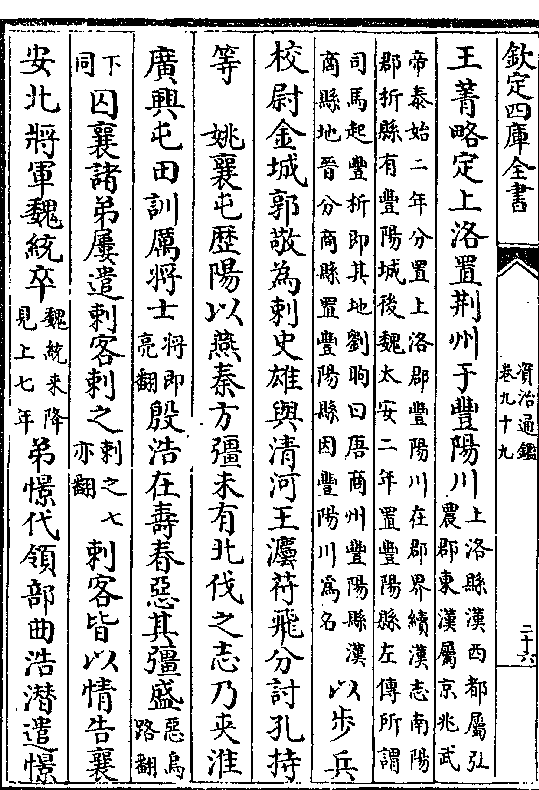 欽定四庫全書
資治通鑑
卷九十九
二十六
王菁略定上洛置荆州于豐陽川
上洛縣漢西都屬弘
農郡東漢屬京兆武
帝泰始二年分置上洛郡豐陽川在郡界續漢志南陽
郡析縣有豐陽城後魏太安二年置豐陽縣左傳所謂
司馬起豐析即其地劉昫曰唐商州豐陽縣漢
商縣地晉分商縣置豐陽縣因豐陽川為名
以步兵
校尉金城郭敬為刺史雄與清河王灋苻飛分討孔持
等 姚襄屯歷陽以燕秦方彊未有北伐之志乃夾淮
廣興屯田訓厲將士
將即
亮翻
殷浩在壽春惡其彊盛
惡烏
路翻
下
同
囚襄諸弟屢遣刺客刺之
刺之七
亦翻
刺客皆以情告襄
安北將軍魏統卒
魏統来降
見上七年
弟憬代領部曲浩潜遣憬